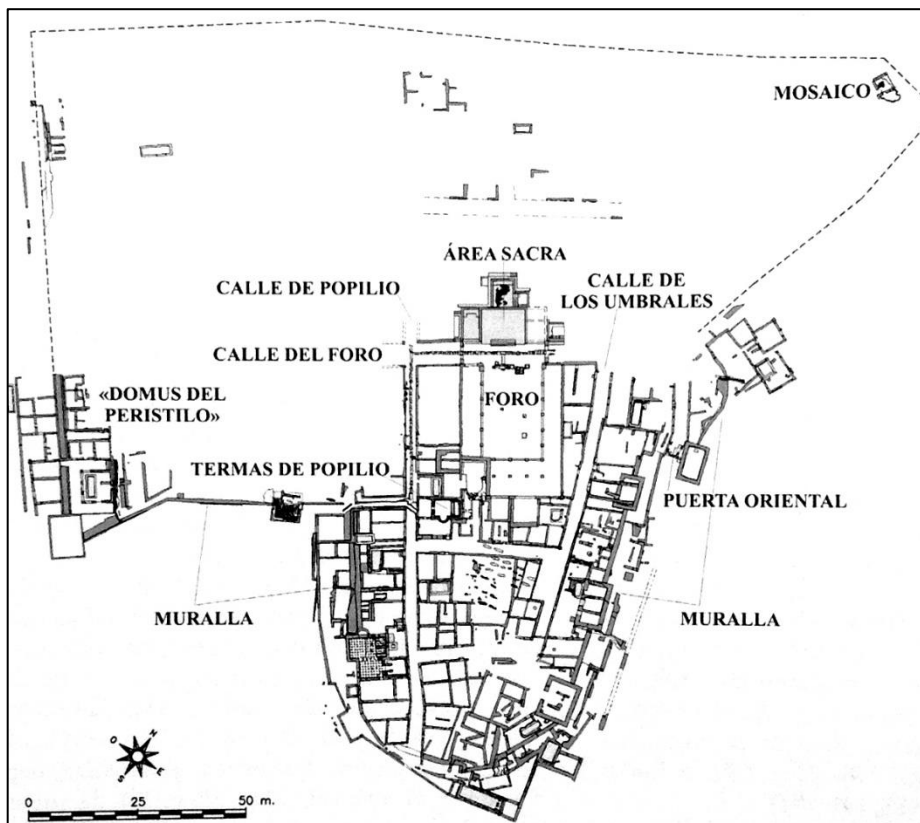 MOSAICO
ÁREA SACRA
CALLE DE POPILIO
CALLE DE
LOS UMBRALES
CALLE DEL FORO
«DOMUS DEL
PERISTILO»
FORO
TERMAS DE POPILIO
PUERTA ORIENTAL
MURALLA
MURALLA
N
O
E
S
0 25 50 m.